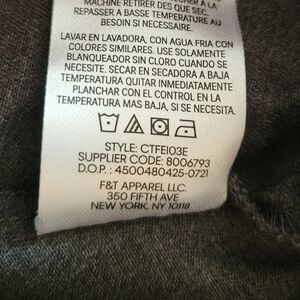 MACHINE RETIRER DES QUE SEC.
REPASSER A BASSE TEMPERATURE AU
BESOIN SI NECESSAIRE.
LAVAR EN LAVADORA, CON AGUA FRIA CON
COLORES SIMILARES. USE SOLAMENTE
BLANQUEADOR SIN CLORO CUANDO SE
NECESITE. SECAR EN SECADORA A BAJA
TEMPERATURA QUITAR INMEDIATAMENTE
PLANCHAR CON EL CONTROL EN LA
TEMPERATURA MAS BAJA, SI SE NECESITA.
STYLE: CTFE103E
SUPPLIER CODE: 8006793
D.O.P.: 4500480425-0721
F&T APPAREL LLC.
350 FIFTH AVE
NEW YORK, NY 10118